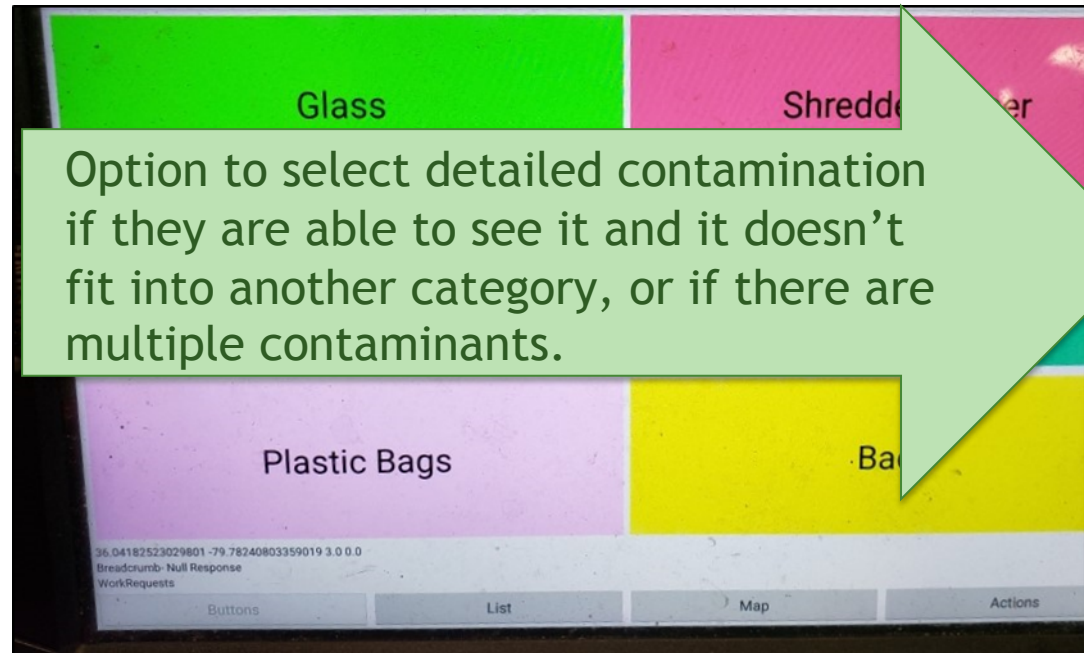 Glass
Option to select detailed contamination
if they are able to see it and it doesn’t
fit into another category, or if there are
multiple contaminants.
Plastic Bags
36.04182523029801 -79.78240803359019 3.0 0.0
Breadcrumb- Null Response
WorkRequests
Buttons List Map Actions